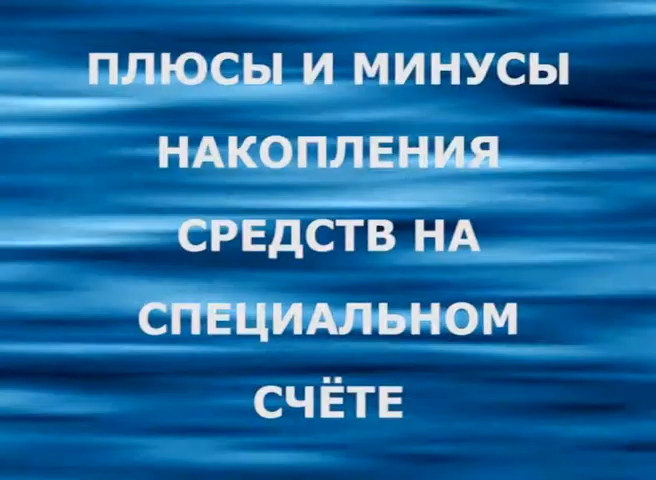 ПЛЮСЫ И МИНУСЫ
НАКОПЛЕНИЯ
СРЕДСТВ НА
СПЕЦИАЛЬНОМ
СЧЁТЕ